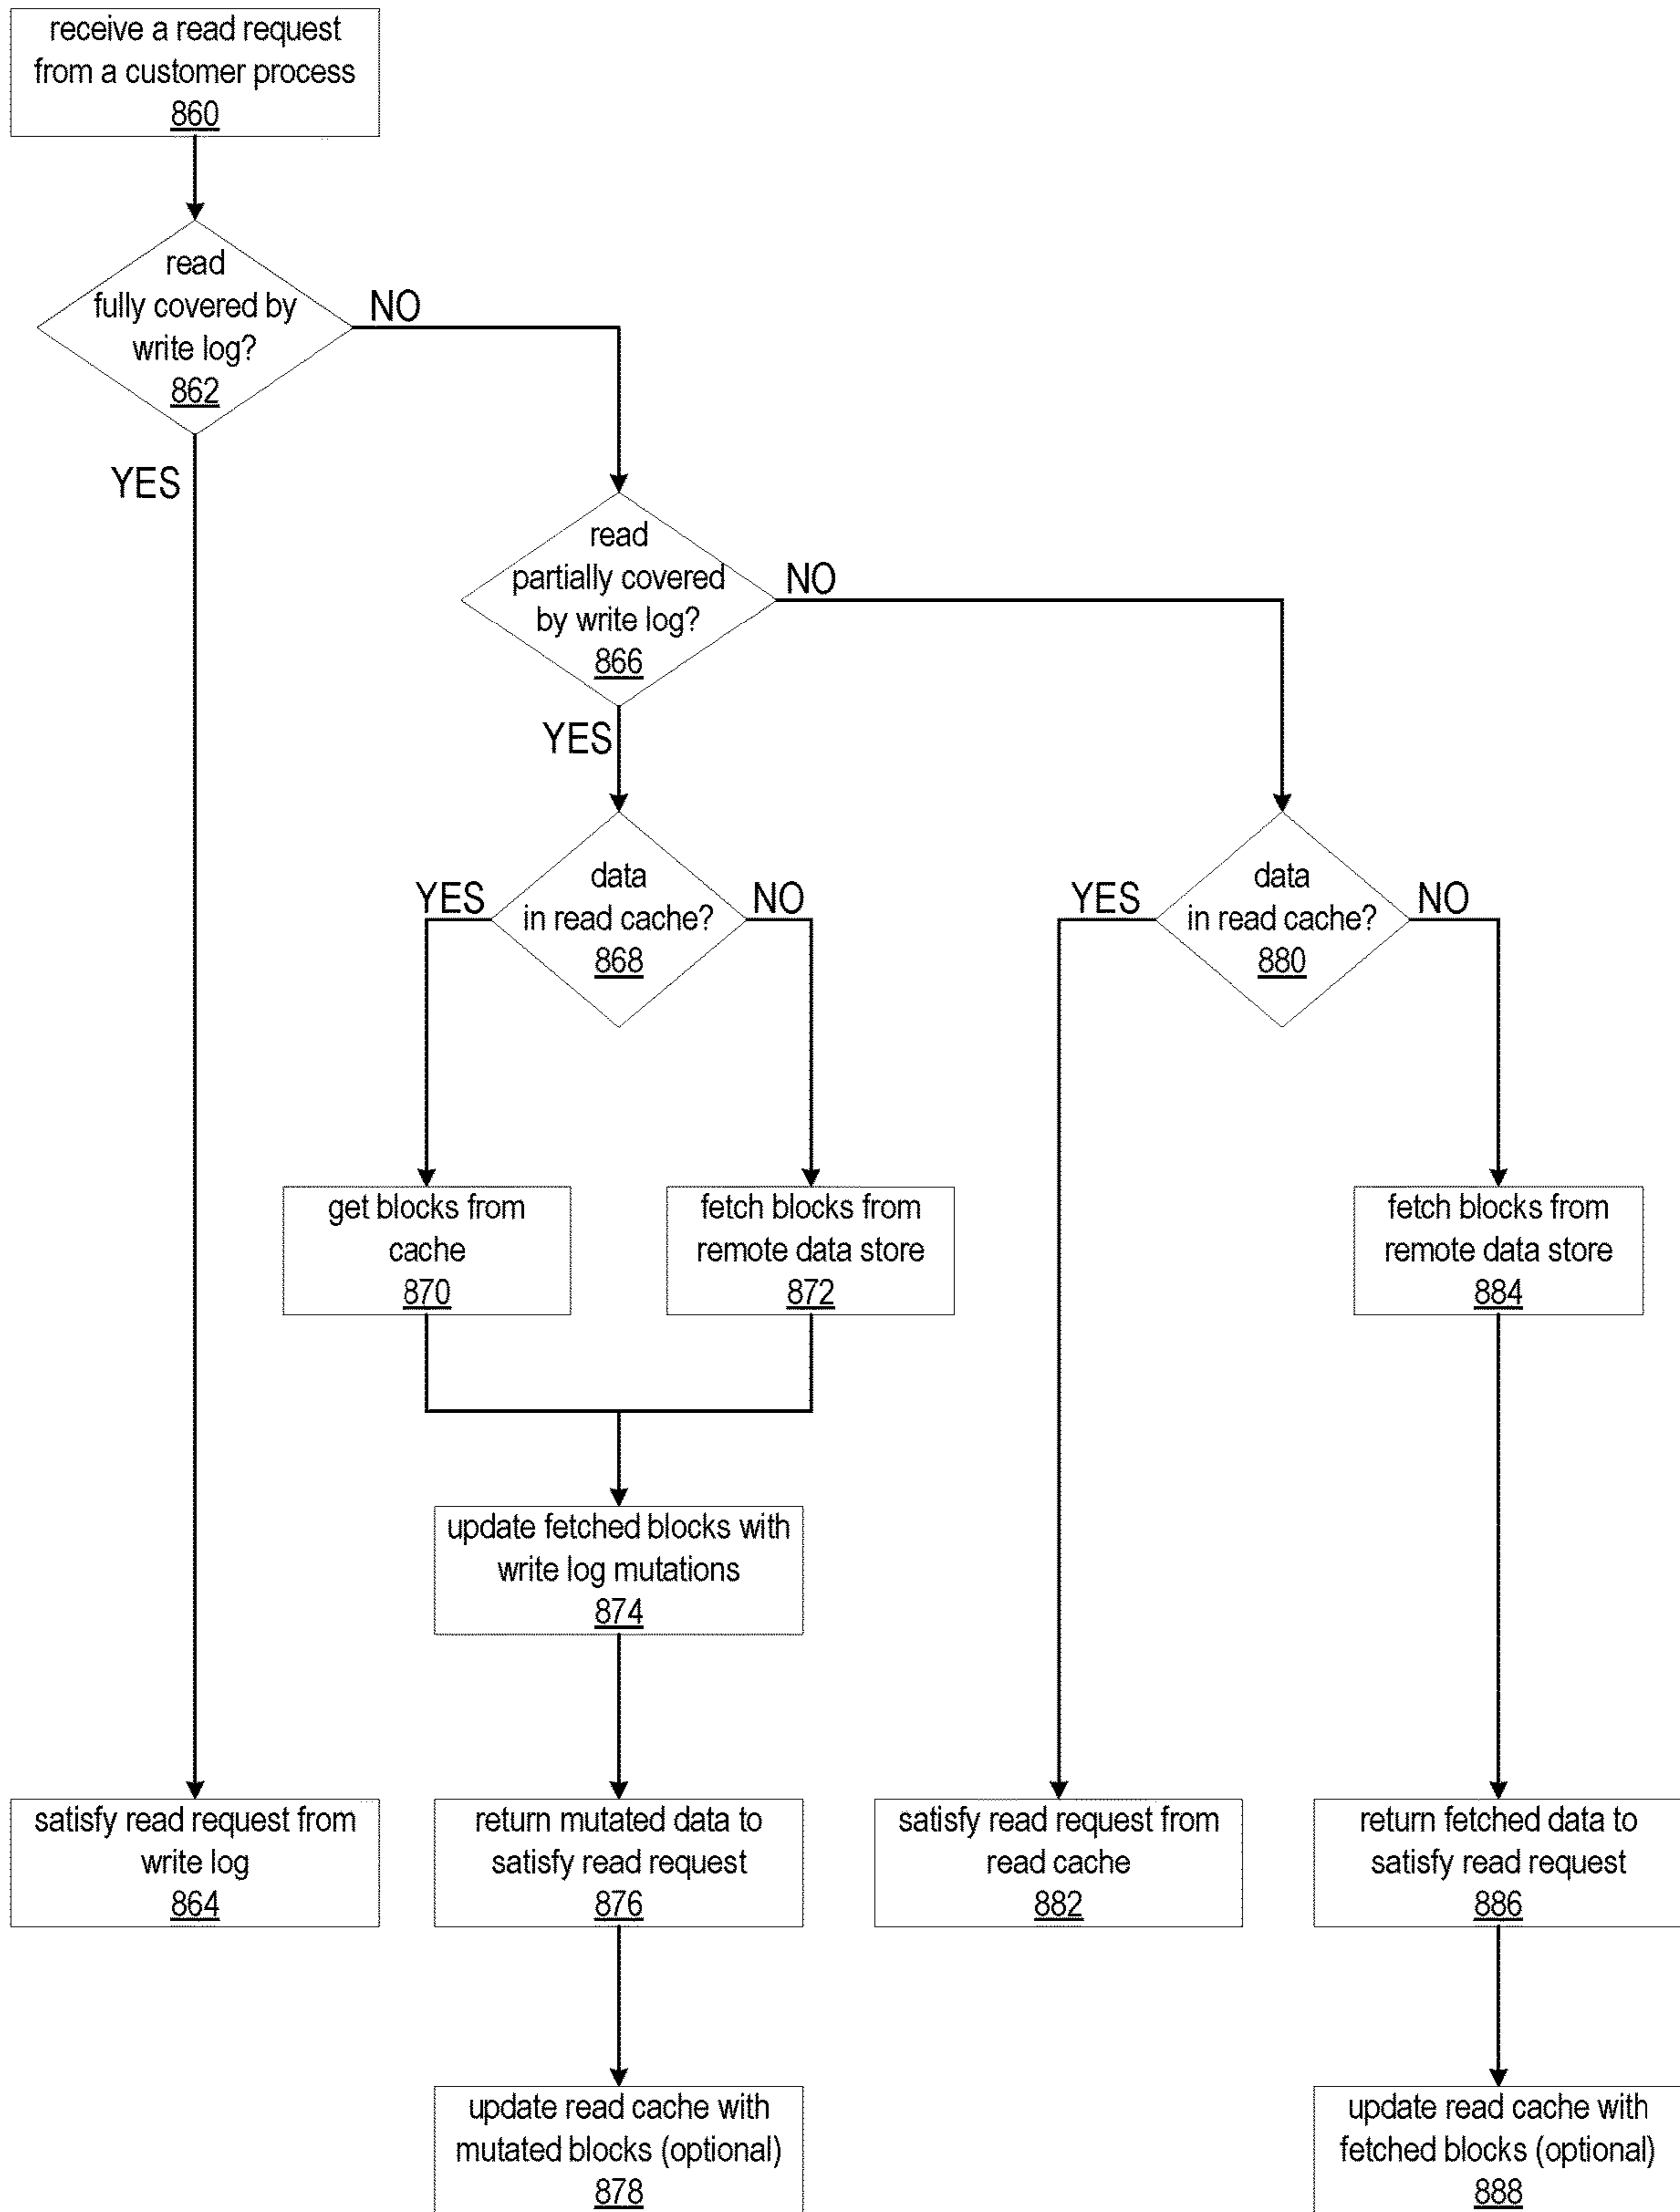 receive a read request
from a customer process
860
read
fully covered by
write log?
862
NO
YES
read
partially covered
by write log?
866
NO
YES
data
in read cache?
868
YES
NO
data
in read cache?
880
YES
NO
get blocks from
cache
870
fetch blocks from
remote data store
872
fetch blocks from
remote data store
884
update fetched blocks with
write log mutations
874
satisfy read request from
write log
864
return mutated data to
satisfy read request
876
satisfy read request from
read cache
882
return fetched data to
satisfy read request
886
update read cache with
mutated blocks (optional)
878
update read cache with
fetched blocks (optional)
888